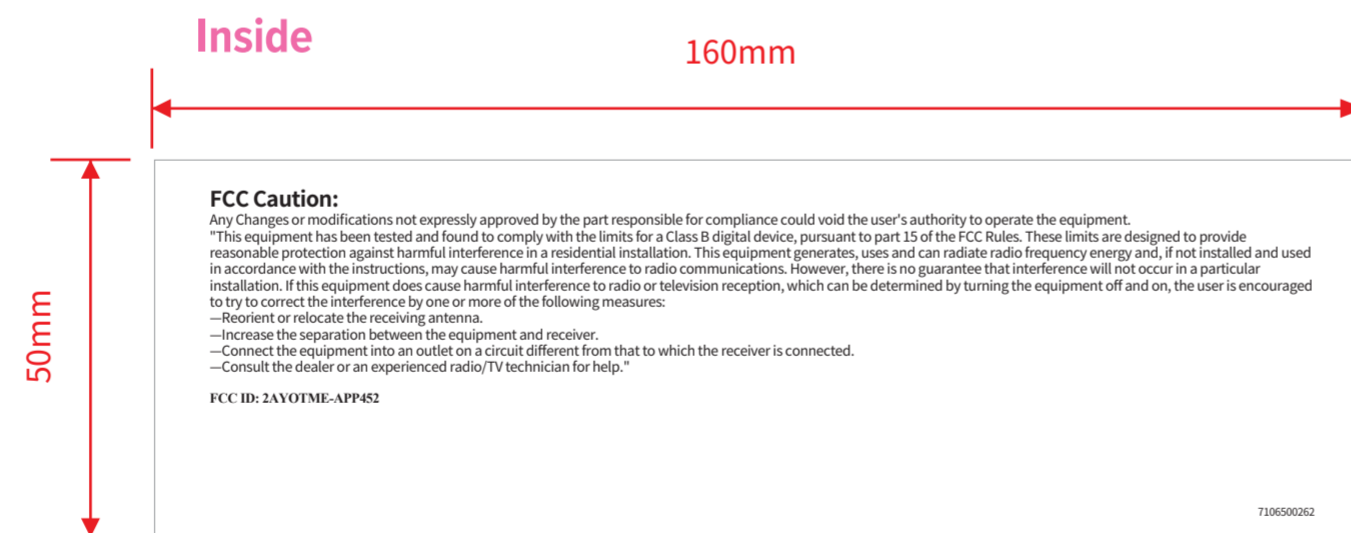 Inside
160mm
50mm
FCC Caution:
Any Changes or modifications not expressly approved by the part responsible for compliance could void the user's authority to operate the equipment.
"This equipment has been tested and found to comply with the limits for a Class B digital device, pursuant to part 15 of the FCC Rules. These limits are designed to provide
reasonable protection against harmful interference in a residential installation. This equipment generates, uses and can radiate radio frequency energy and, if not installed and used
in accordance with the instructions, may cause harmful interference to radio communications. However, there is no guarantee that interference will not occur in a particular
installation. If this equipment does cause harmful interference to radio or television reception, which can be determined by turning the equipment off and on, the user is encouraged
to try to correct the interference by one or more of the following measures:
—Reorient or relocate the receiving antenna.
—Increase the separation between the equipment and receiver.
—Connect the equipment into an outlet on a circuit different from that to which the receiver is connected.
—Consult the dealer or an experienced radio/TV technician for help."
FCC ID: 2AYOTME-APP452
7106500262